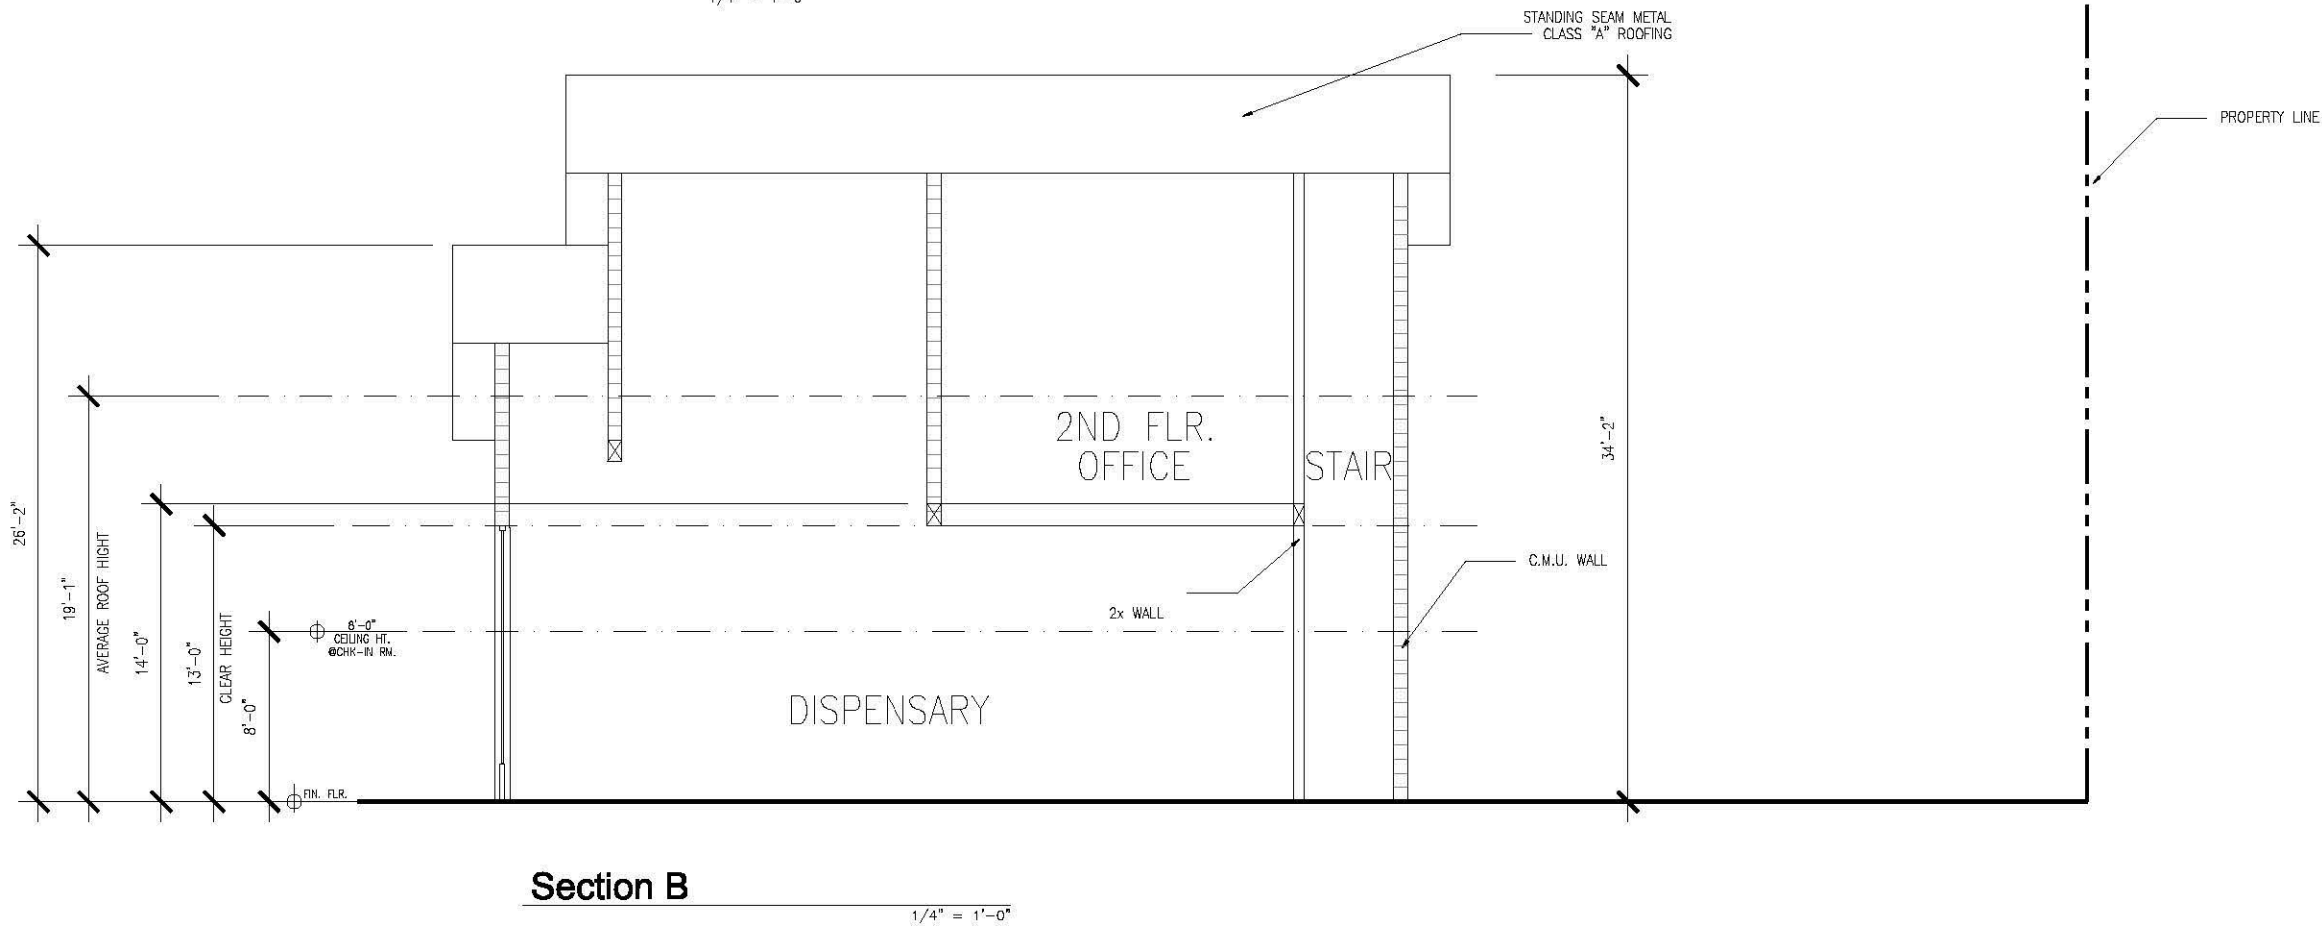 STANDING SEAM METAL
CLASS "A" ROOFING
PROPERTY LINE
26'-2"
19'-1"
AVERAGE ROOF HIGHT
14'-0"
13'-0"
CLEAR HEIGHT
8'-0"
8'-0"
CEILING HT.
@CHK-IN RM.
FIN. FLR.
2ND FLR.
OFFICE
STAIR
34'-2"
C.M.U. WALL
2x WALL
DISPENSARY
Section B
1/4" = 1'-0"